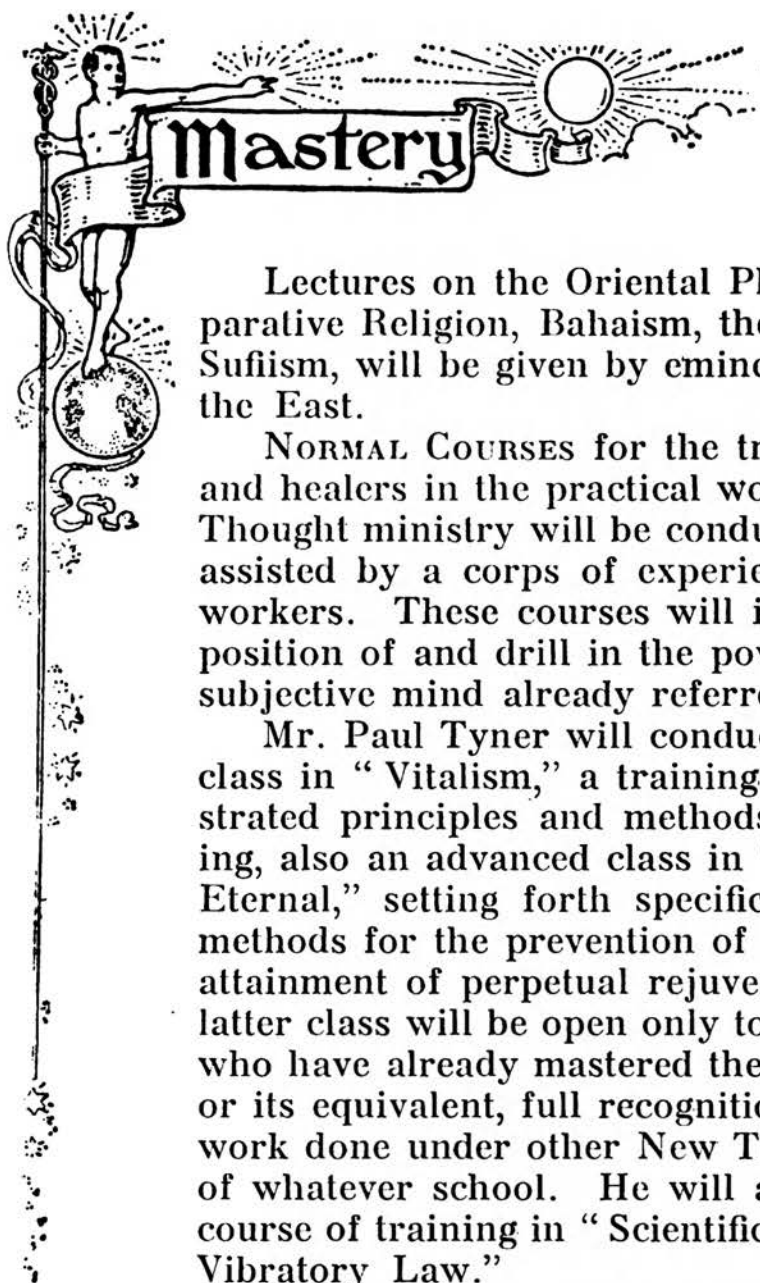 Mastery
Lectures on the Oriental Pl
parative Religion, Bahaism, the
Sufiism, will be given by emine
the East.
NORMAL COURSES for the tr
and healers in the practical wo
Thought ministry will be condu
assisted by a corps of experie
workers. These courses will i
position of and drill in the pov
subjective mind already referre
Mr. Paul Tyner will conduc
class in “ Vitalism,” a training
strated principles and methods
ing, also an advanced class in
Eternal,” setting forth specific
methods for the prevention of
attainment of perpetual rejuve
latter class will be open only to
who have already mastered the
or its equivalent, full recognitio
work done under other New T
of whatever school. He will a
course of training in “ Scientific
Vibratory Law.”